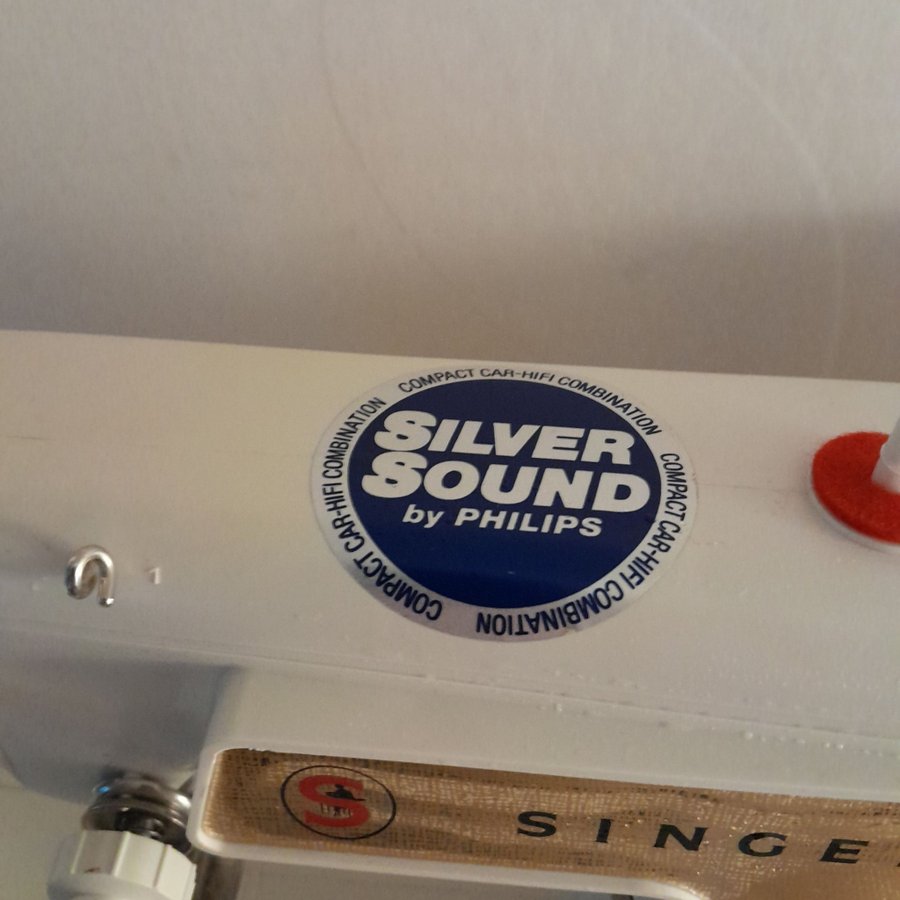 COMPACT CAR-HIFI COMBINATION
COMPACT CAR-HIFI COMBINATION
COMPACT CAR-HIFI COMBINATION
SILVER
SOUND
by PHILIPS
S
SINGE